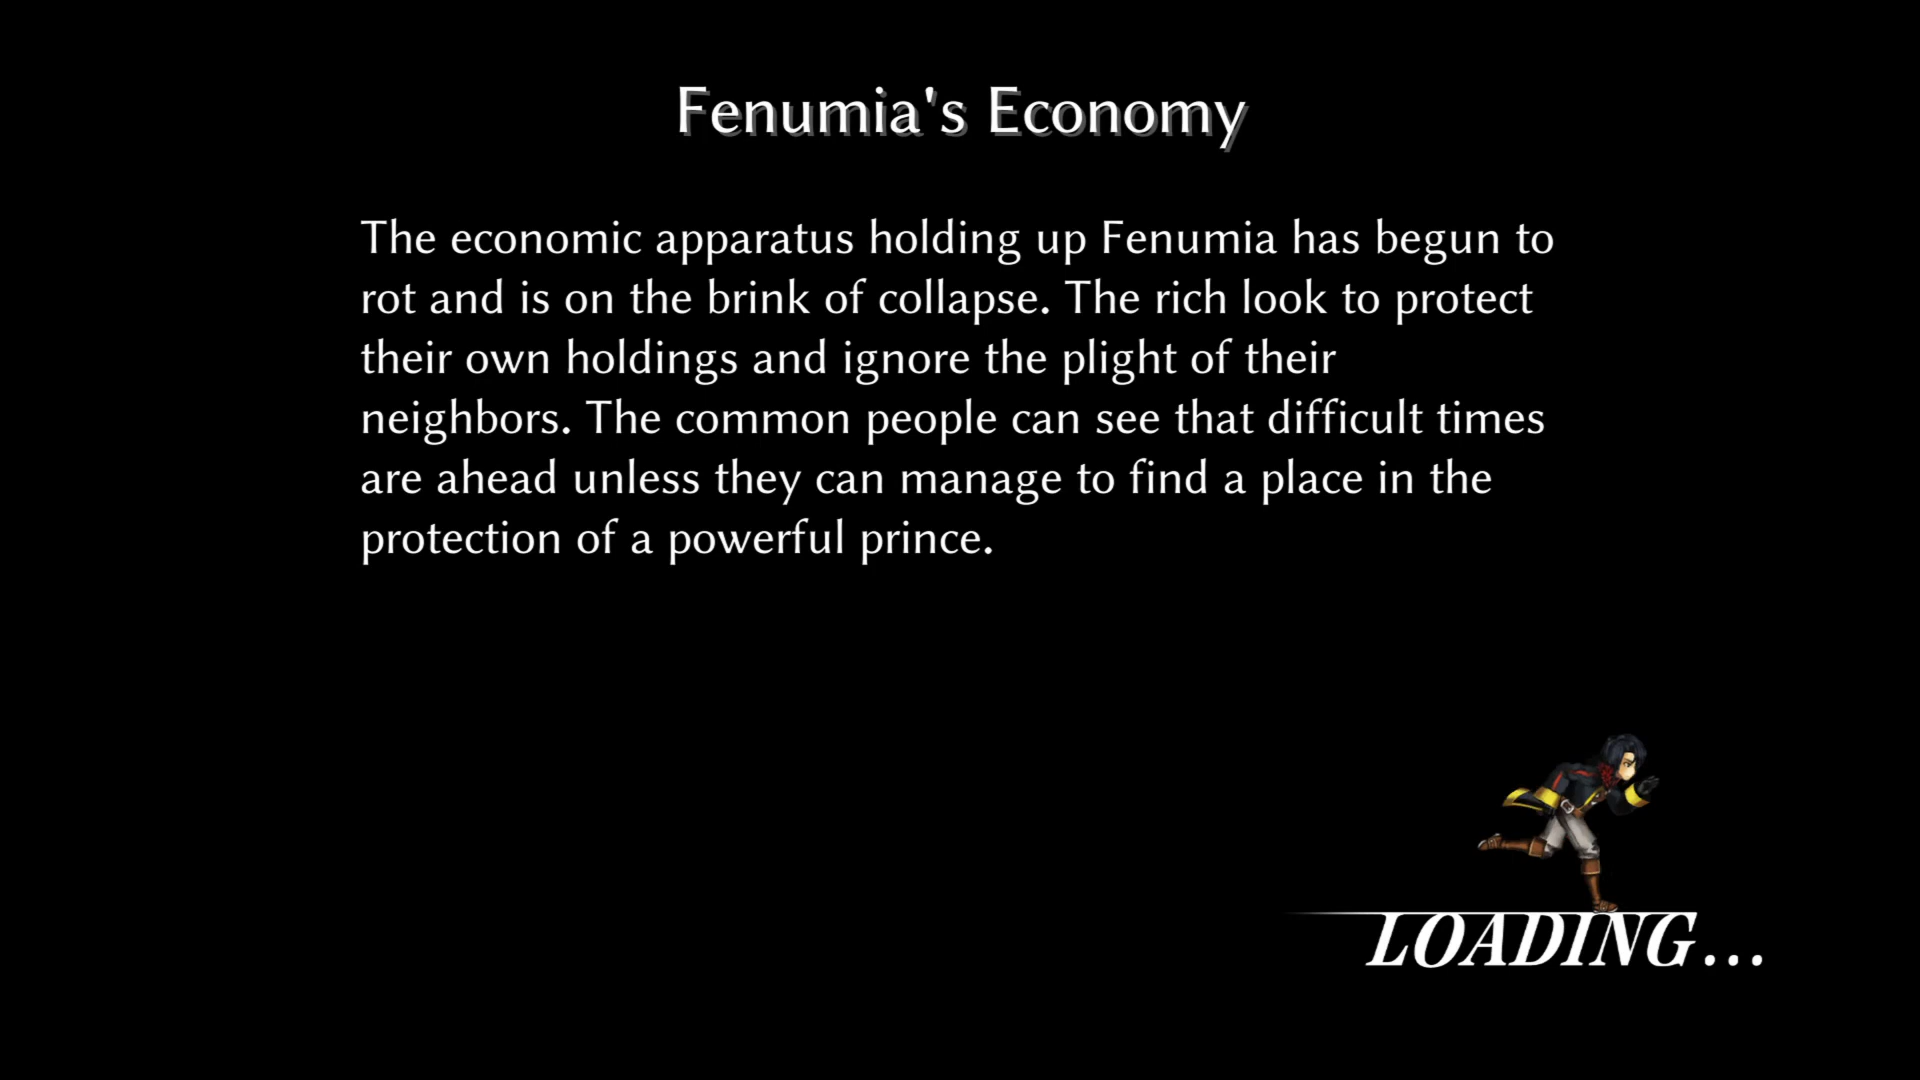 Fenumia's Economy
The economic apparatus holding up Fenumia has begun to
rot and is on the brink of collapse. The rich look to protect
their own holdings and ignore the plight of their
neighbors. The common people can see that difficult times
are ahead unless they can manage to find a place in the
protection of a powerful prince.
LOADING...